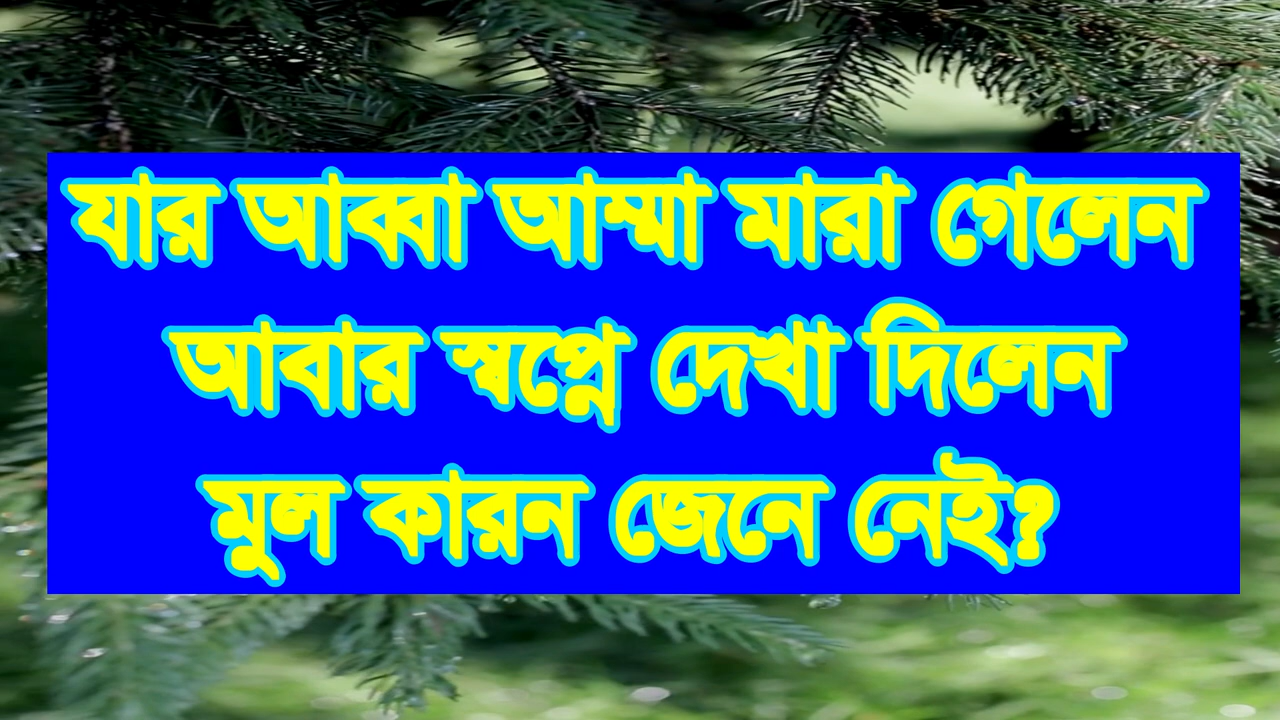 যার আব্বা আম্মা মারা গেলেন
আবার স্বপ্নে দেখা দিলেন
মুল কারন জেনে নেই?